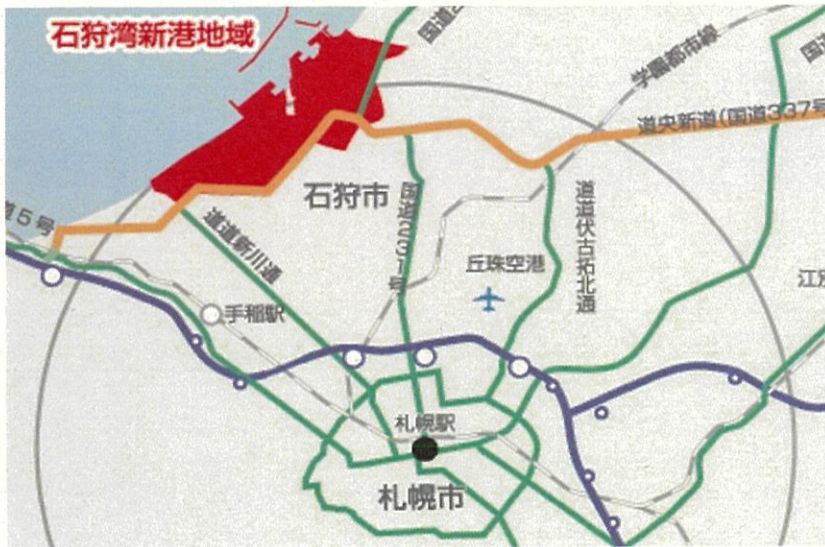 石狩湾新港地域
国道2
学園都市線
国道
道央新道(国道337号
石狩市
国道231号
道道伏古拓北通
道5号
道道新川通
丘珠空港
江別
手稲駅
札幌駅
札幌市